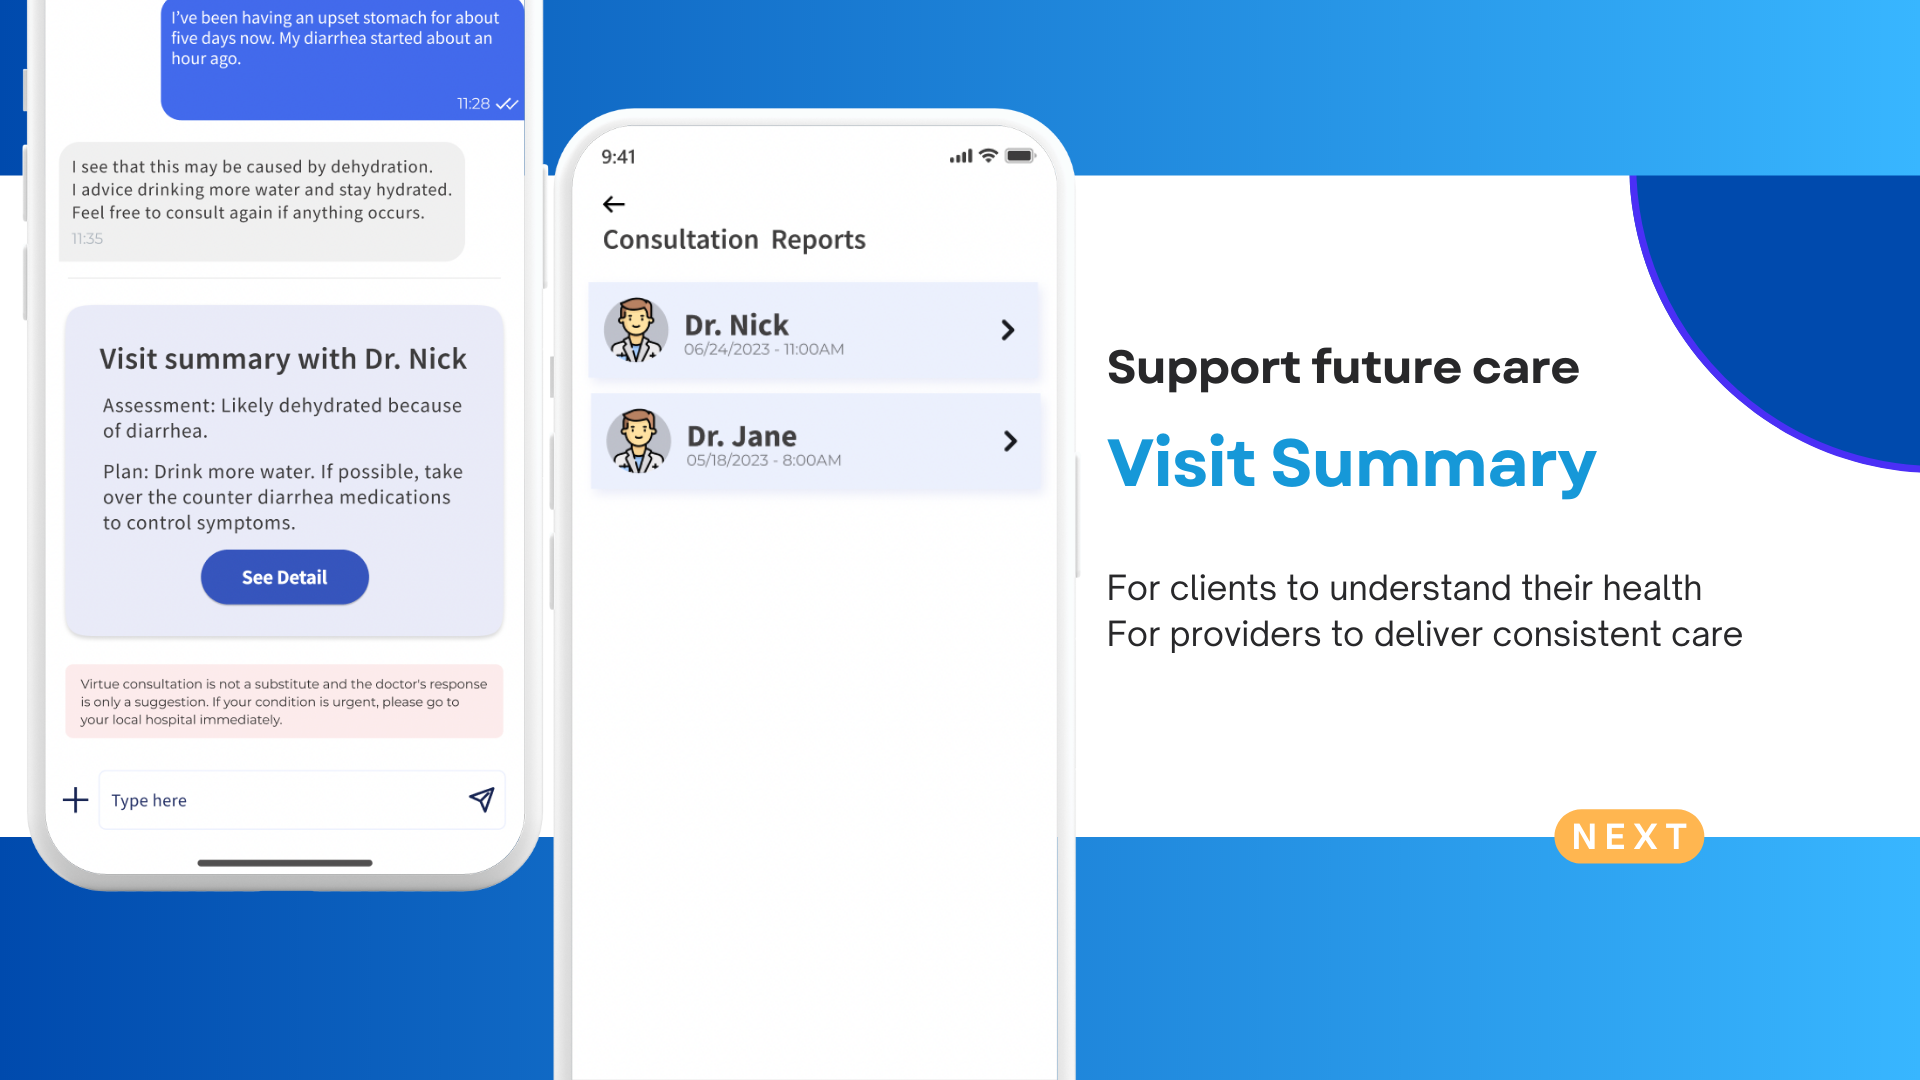 I've been having an upset stomach for about
five days now. My diarrhea started about an
hour ago.
11:28
I see that this may be caused by dehydration.
I advice drinking more water and stay hydrated.
Feel free to consult again if anything occurs.
11:35
Visit summary with Dr. Nick
Assessment: Likely dehydrated because
of diarrhea.
Plan: Drink more water. If possible, take
over the counter diarrhea medications
to control symptoms.
See Detail
Virtue consultation is not a substitute and the doctor's response
is only a suggestion. If your condition is urgent, please go to
your local hospital immediately.
Type here
9:41
Consultation Reports
Dr. Nick
06/24/2023 - 11:00AM
Dr. Jane
05/18/2023 - 8:00AM
Support future care
Visit Summary
For clients to understand their health
For providers to deliver consistent care
NEXT